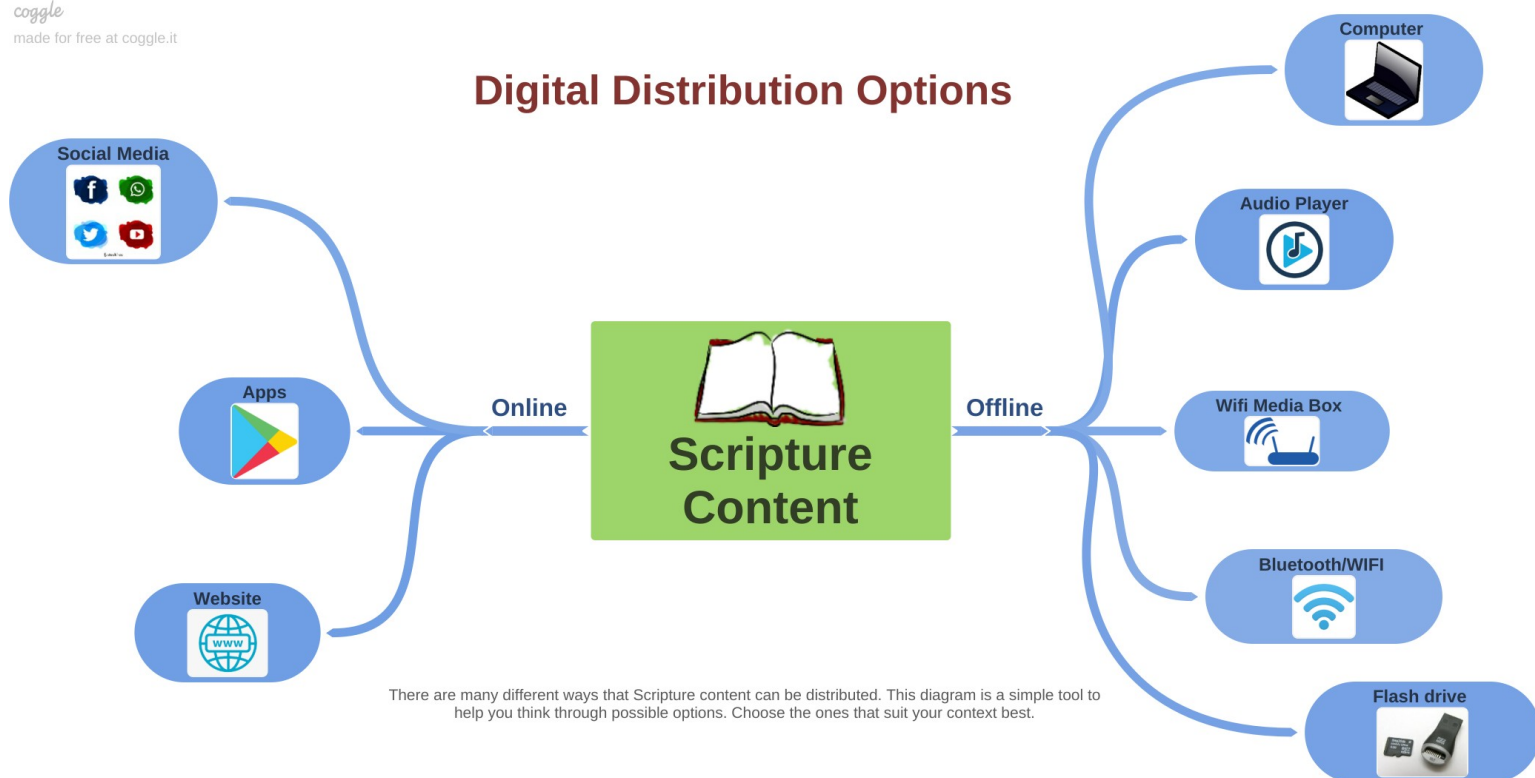 coggle
made for free at coggle.it
Digital Distribution Options
Computer
Social Media
f
Audio Player
Apps
Online
Offline
Wifi Media Box
Scripture
Content
Bluetooth/WIFI
Website
www
There are many different ways that Scripture content can be distributed. This diagram is a simple tool to
help you think through possible options. Choose the ones that suit your context best.
Flash drive